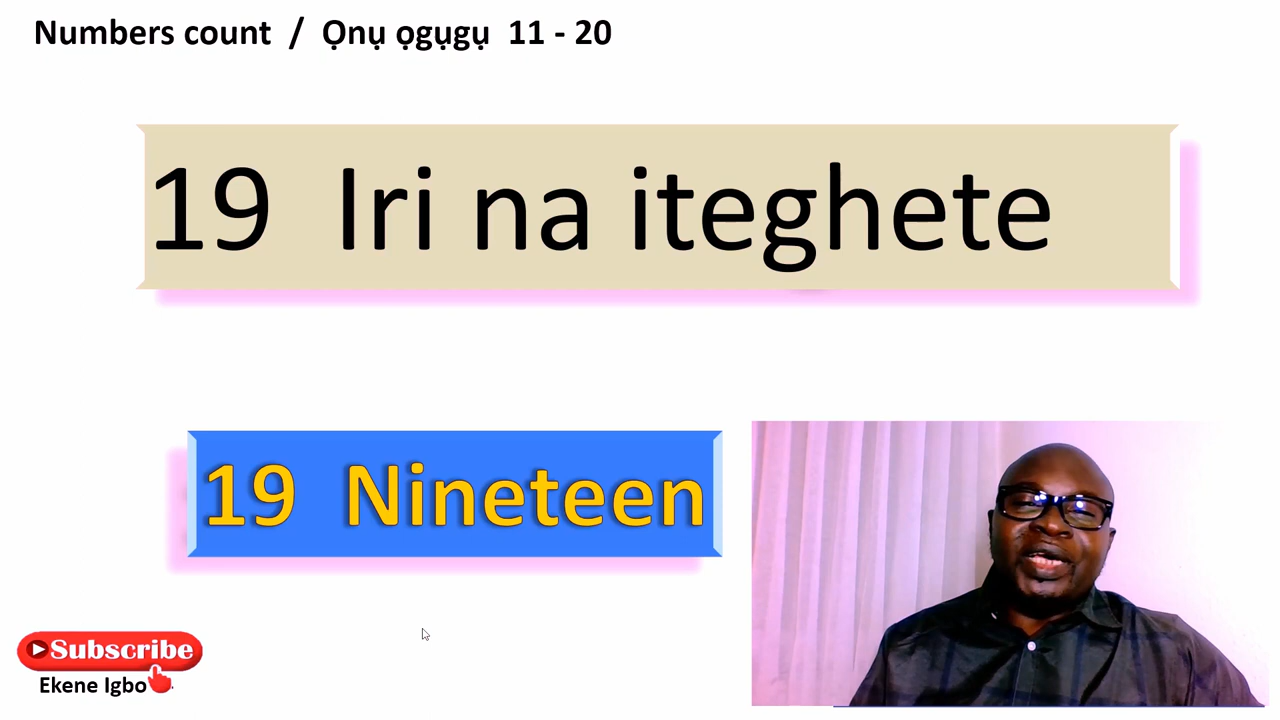 Numbers count / Ọnụ ọgụgụ 11 - 20
19 Iri na iteghete
19 Nineteen
Subscribe
Ekene Igbo